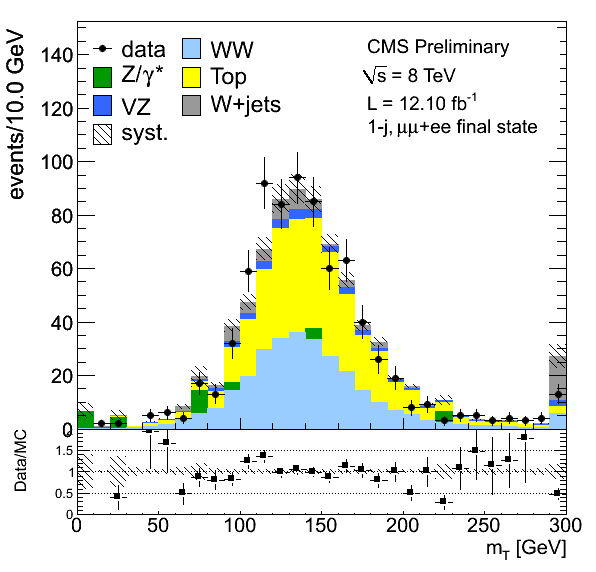 data
WW
Z/γ*
Top
VZ
W+jets
syst.
CMS Preliminary
√s = 8 TeV
L = 12.10 fb⁻¹
1-j, μμ+ee final state
events/10.0 GeV
140
120
100
80
60
40
20
0
Data/MC
2
1.5
1
0.5
0
0 50 100 150 200 250 300
m_T [GeV]